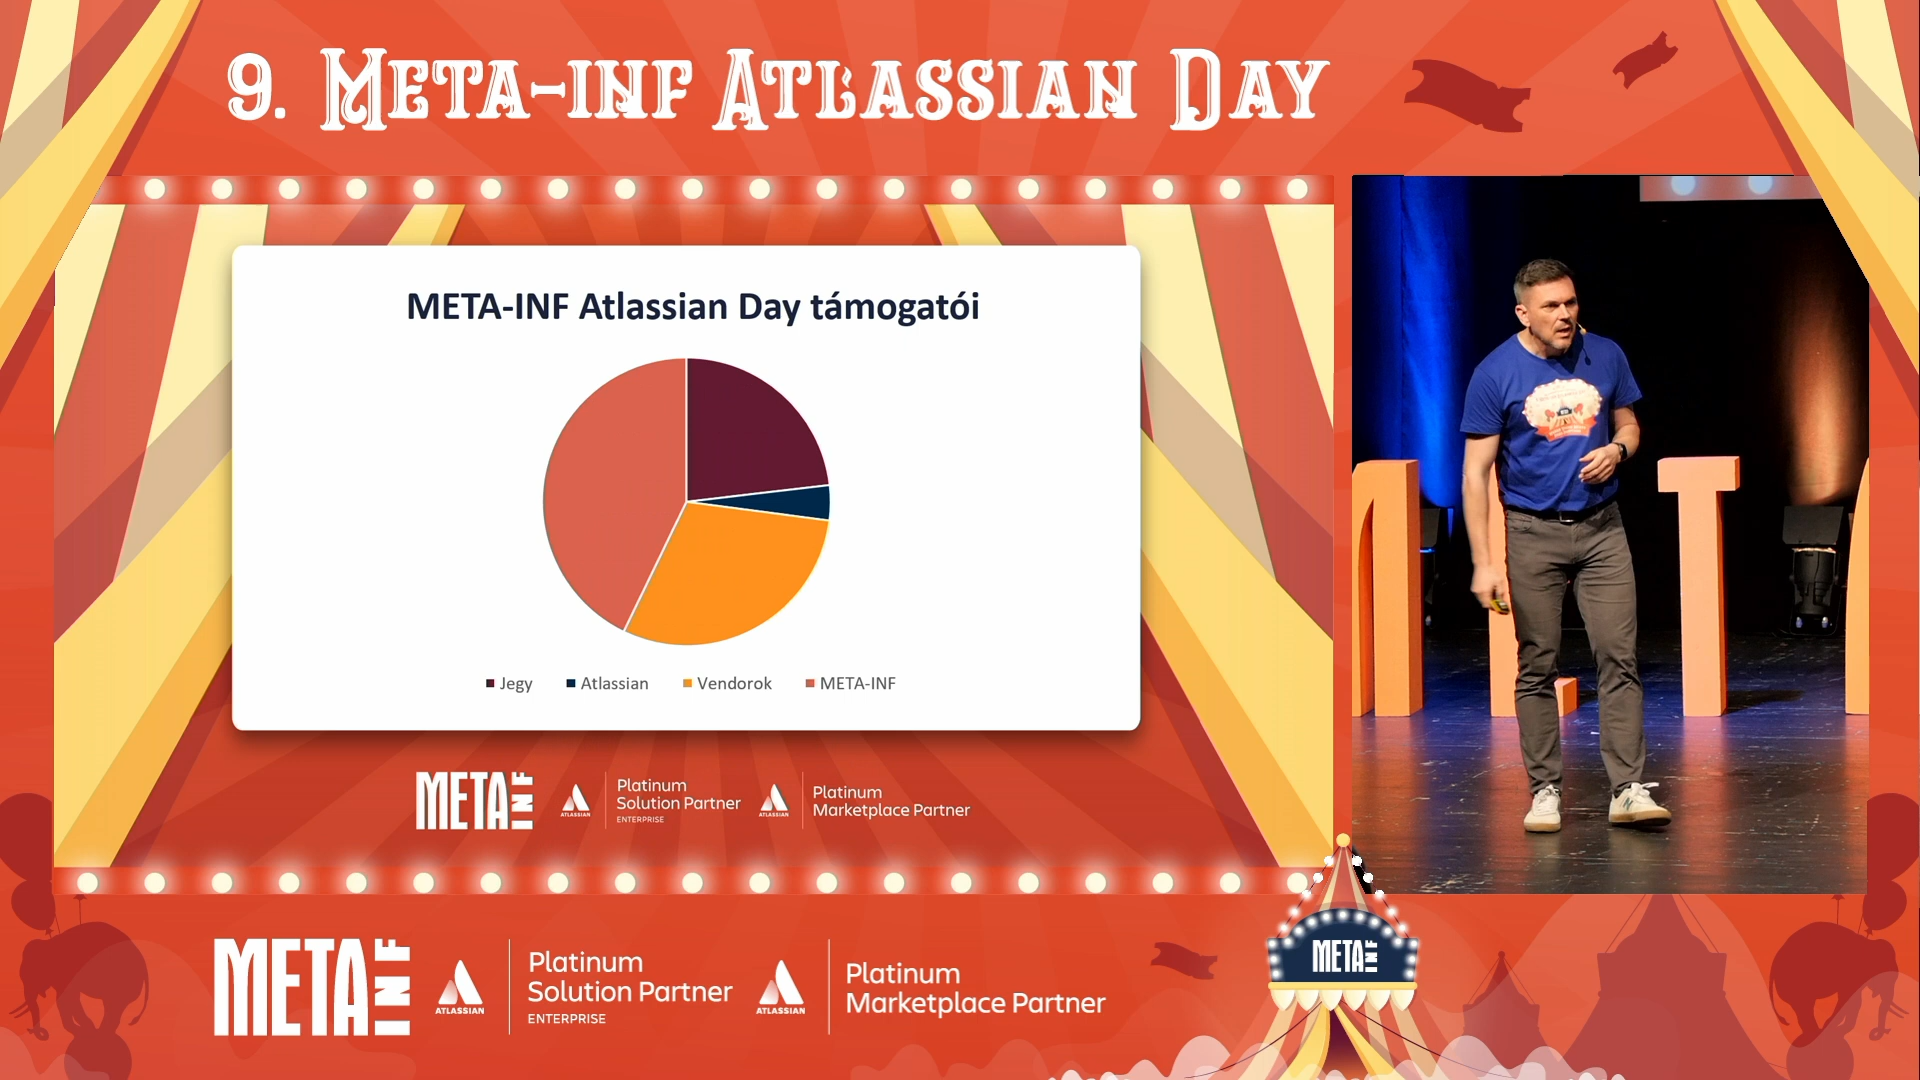 9. META-INF ATLASSIAN DAY
META-INF Atlassian Day támogatói
Jegy Atlassian Vendorok META-INF
META INF
ATLASSIAN
Platinum
Solution Partner
ENTERPRISE
ATLASSIAN
Platinum
Marketplace Partner
META INF
ATLASSIAN
Platinum
Solution Partner
ENTERPRISE
ATLASSIAN
Platinum
Marketplace Partner
META INF